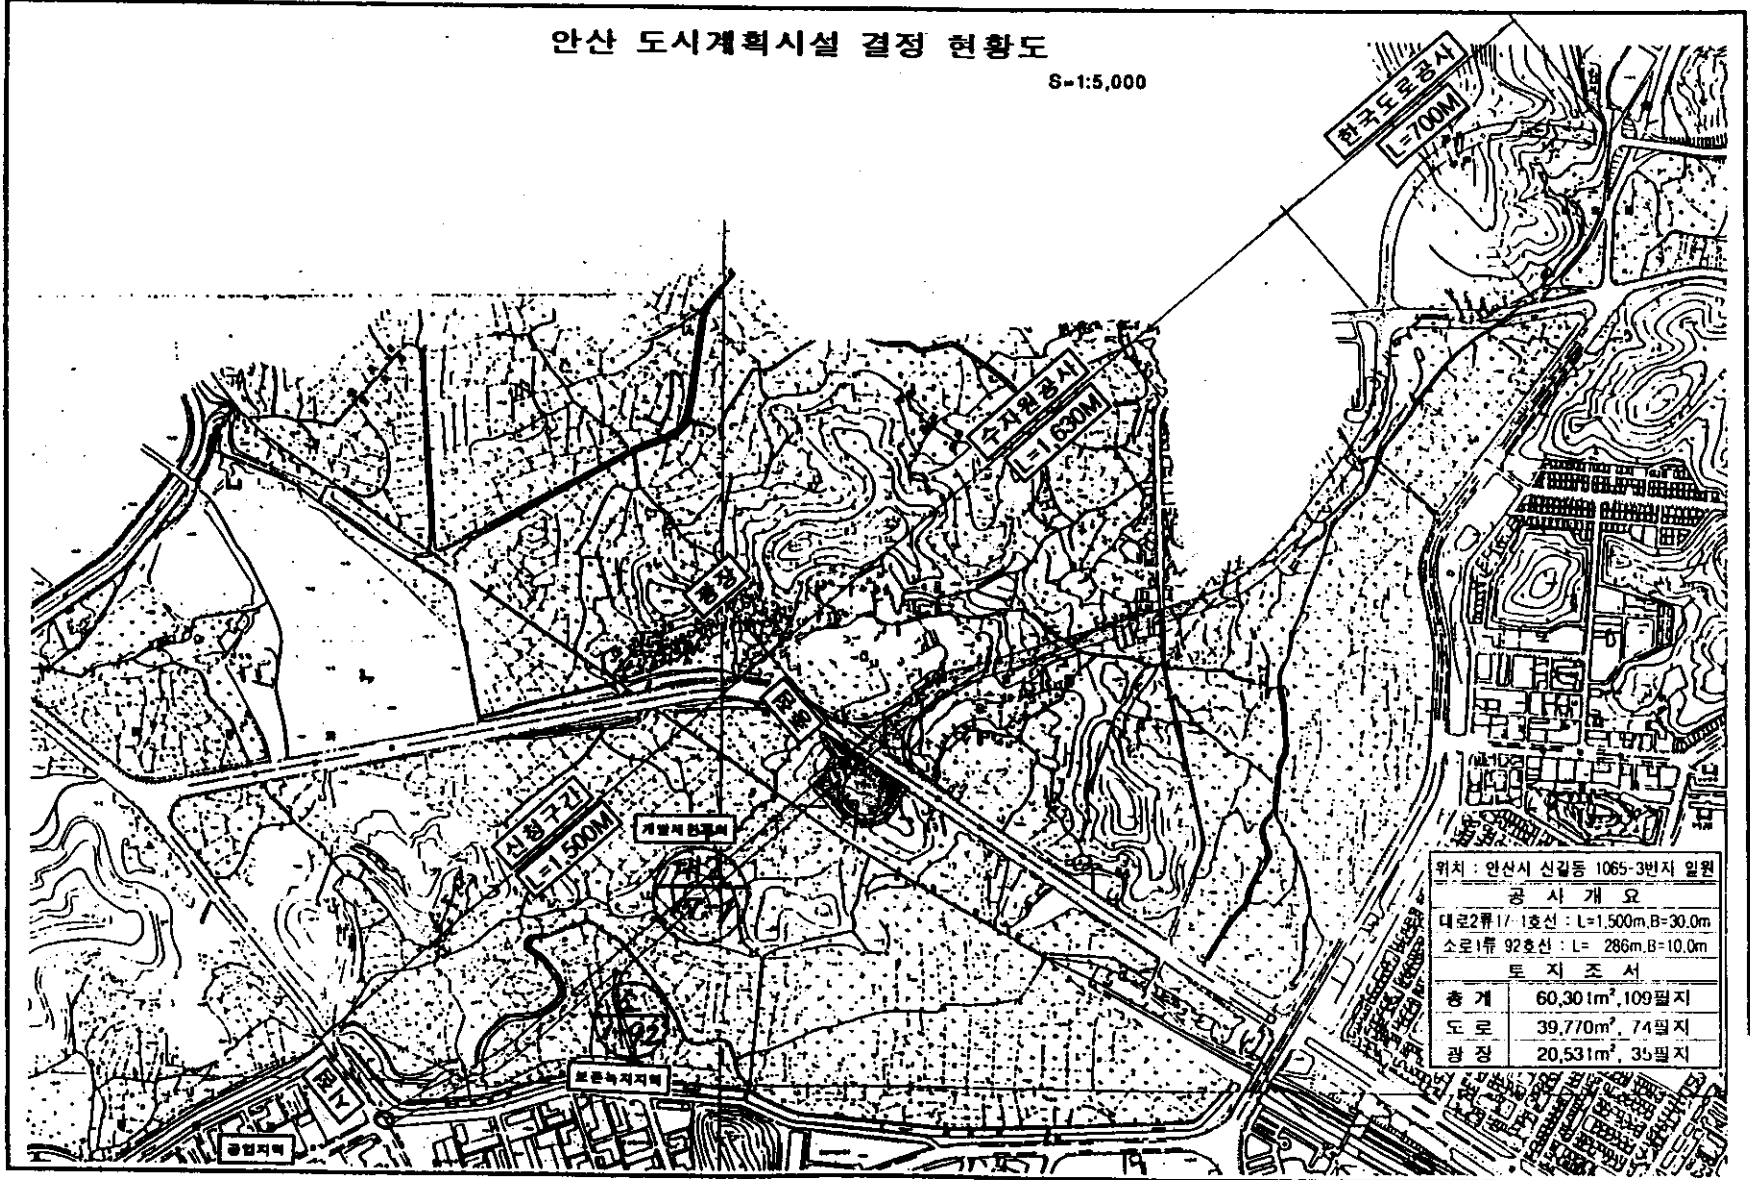 안산 도시계획시설 결정 현황도
S=1:5,000
한국도로공사
L=700M
수자원공사
L=1,630M
광장
신청구간
L=1,500M
개발제한구역
대2
보전녹지지역
공업지역
위치 : 안산시 신길동 1065-3번지 일원
공 사 개 요
대로2류17-1호선 : L=1,500m,B=30.0m
소로1류 92호선 : L= 286m,B=10.0m
토 지 조 서
총 계 60,301m², 109필지
도 로 39,770m², 74필지
광 장 20,531m², 35필지